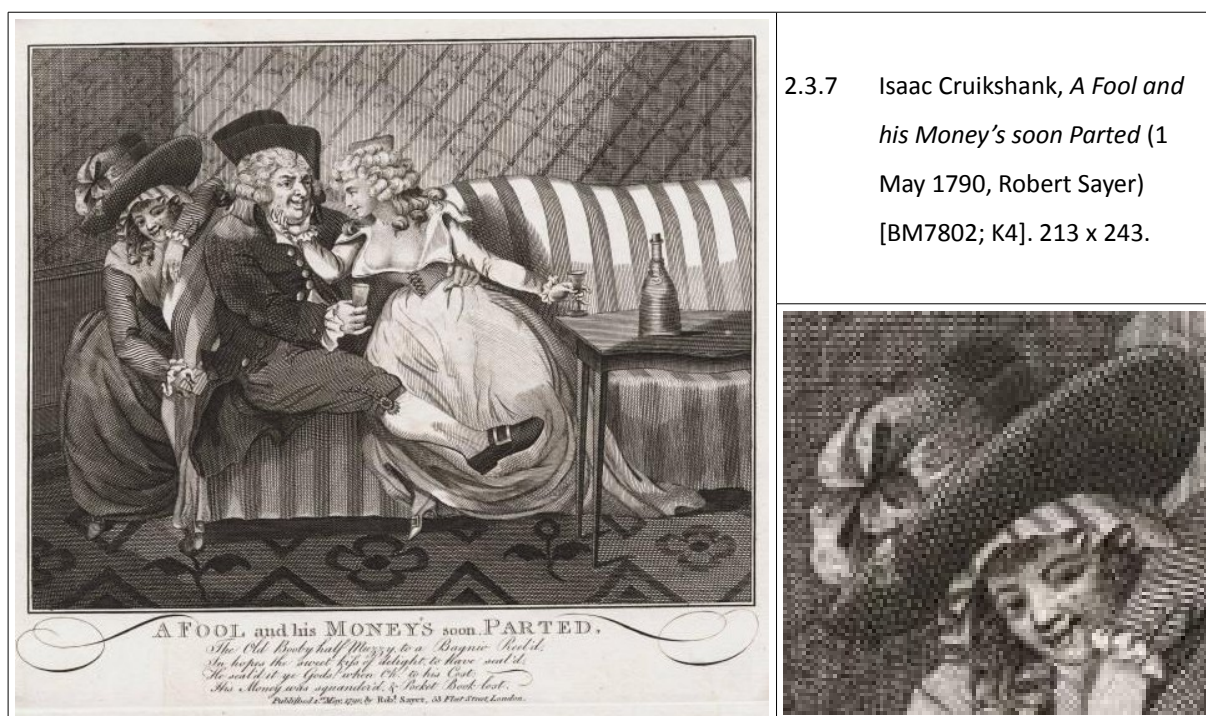 2.3.7 Isaac Cruikshank, A Fool and
his Money’s soon Parted (1
May 1790, Robert Sayer)
[BM7802; K4]. 213 x 243.
A FOOL and his MONEY'S soon PARTED.
The Old Booby half Muzzy, to a Bagnio Reel'd;
In hopes the sweet kiss of delight, to have seal'd;
He seal'd it ye Gods! when Oh! to his Cost
His Money was squander'd, & Pocket Book lost.
Publish'd 1st May, 1790, by Robt. Sayer, 53 Fleet Street, London.